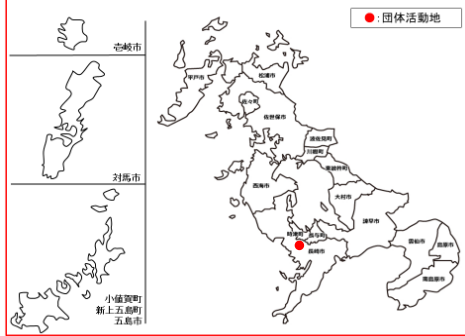 ●:団体活動地
壱岐市
対馬市
小値賀町
新上五島町
五島市
平戸市
松浦市
佐々町
佐世保市
波佐見町
川棚町
東彼杵町
西海市
大村市
諫早市
時津町
長与町
長崎市
雲仙市
島原市
南島原市